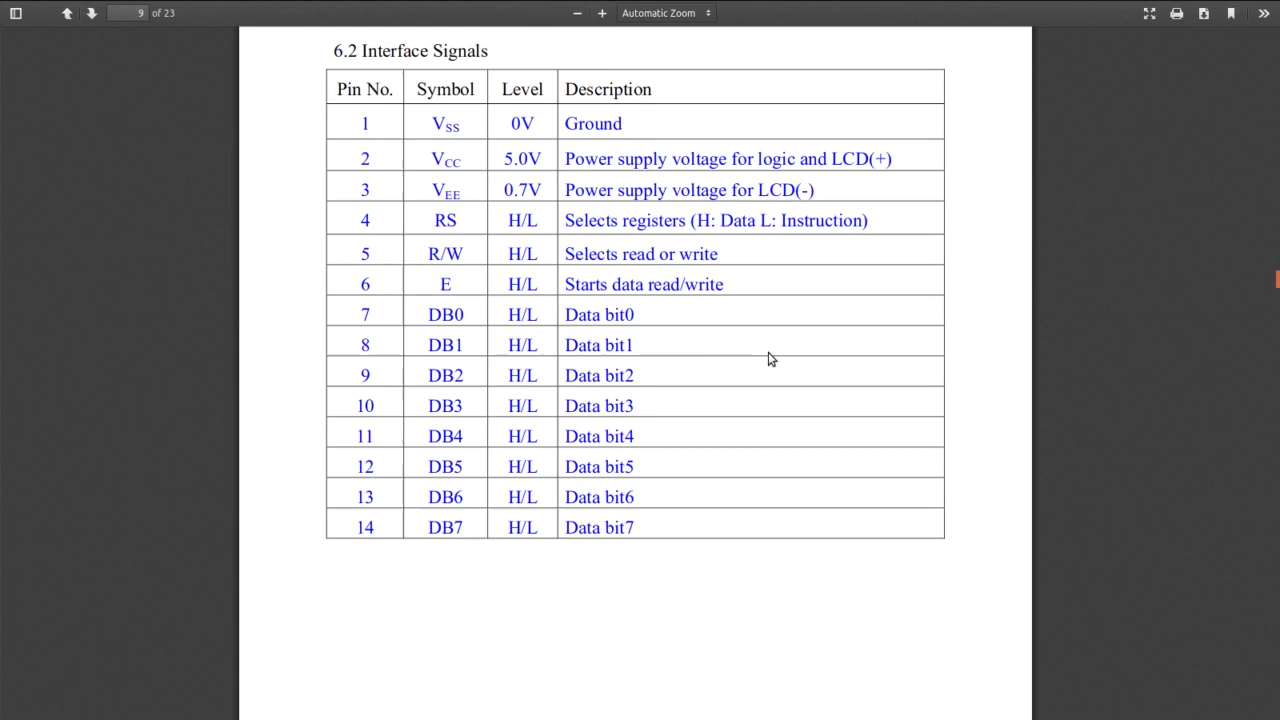 9 of 23 Automatic Zoom
6.2 Interface Signals
Pin No. Symbol Level Description
1 VSS 0V Ground
2 VCC 5.0V Power supply voltage for logic and LCD(+)
3 VEE 0.7V Power supply voltage for LCD(-)
4 RS H/L Selects registers (H: Data L: Instruction)
5 R/W H/L Selects read or write
6 E H/L Starts data read/write
7 DB0 H/L Data bit0
8 DB1 H/L Data bit1
9 DB2 H/L Data bit2
10 DB3 H/L Data bit3
11 DB4 H/L Data bit4
12 DB5 H/L Data bit5
13 DB6 H/L Data bit6
14 DB7 H/L Data bit7